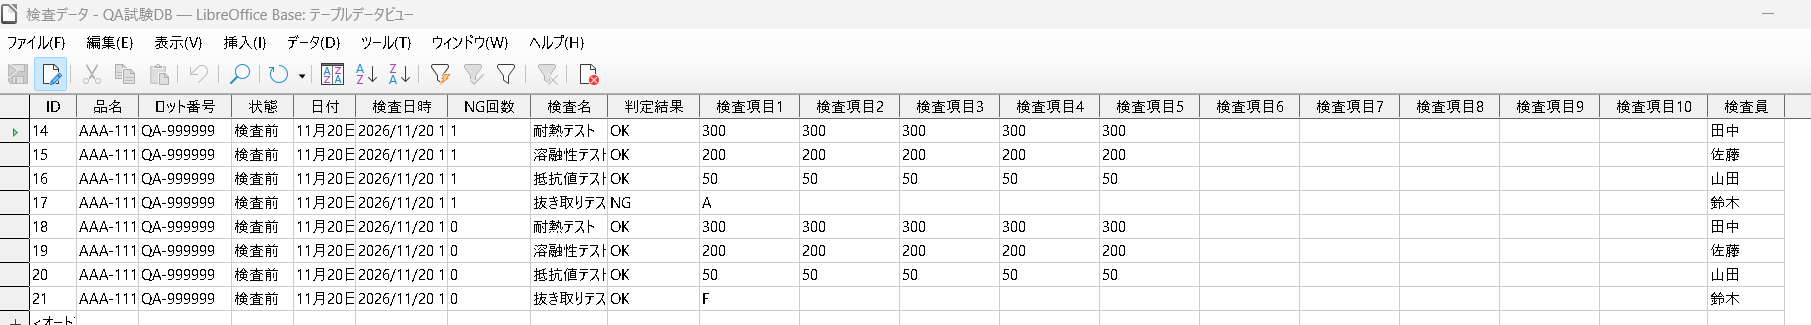 検査データ - QA試験DB — LibreOffice Base: テーブルデータビュー
ファイル(F) 編集(E) 表示(V) 挿入(I) データ(D) ツール(T) ウィンドウ(W) ヘルプ(H)
ID 品名 ロット番号 状態 日付 検査日時 NG回数 検査名 判定結果 検査項目1 検査項目2 検査項目3 検査項目4 検査項目5 検査項目6 検査項目7 検査項目8 検査項目9 検査項目10 検査員
14 AAA-111 QA-999999 検査前 11月20日 2026/11/20 1 1 耐熱テスト OK 300 300 300 300 300 田中
15 AAA-111 QA-999999 検査前 11月20日 2026/11/20 1 1 溶融性テスト OK 200 200 200 200 200 佐藤
16 AAA-111 QA-999999 検査前 11月20日 2026/11/20 1 1 抵抗値テスト OK 50 50 50 50 50 山田
17 AAA-111 QA-999999 検査前 11月20日 2026/11/20 1 1 抜き取りテス NG A 鈴木
18 AAA-111 QA-999999 検査前 11月20日 2026/11/20 1 0 耐熱テスト OK 300 300 300 300 300 田中
19 AAA-111 QA-999999 検査前 11月20日 2026/11/20 1 0 溶融性テスト OK 200 200 200 200 200 佐藤
20 AAA-111 QA-999999 検査前 11月20日 2026/11/20 1 0 抵抗値テスト OK 50 50 50 50 50 山田
21 AAA-111 QA-999999 検査前 11月20日 2026/11/20 1 0 抜き取りテス OK F 鈴木
<オート